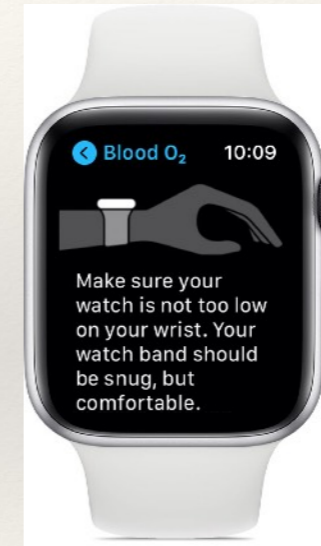 Blood O₂ 10:09
Make sure your
watch is not too low
on your wrist. Your
watch band should
be snug, but
comfortable.